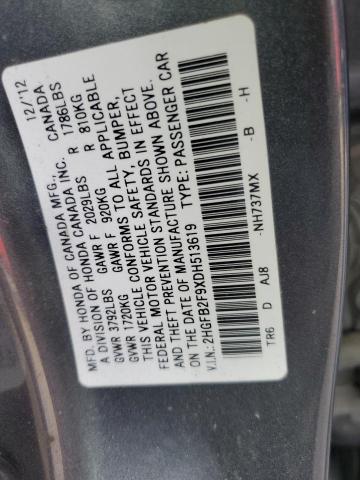 MFD. BY HONDA OF CANADA MFG., CANADA 12/'12
A DIVISION OF HONDA CANADA INC.
GVWR 3792LBS GAWR F 2029LBS R 1786LBS
GVWR 1720KG GAWR F 920KG R 810KG
THIS VEHICLE CONFORMS TO ALL APPLICABLE
FEDERAL MOTOR VEHICLE SAFETY, BUMPER,
AND THEFT PREVENTION STANDARDS IN EFFECT
ON THE DATE OF MANUFACTURE SHOWN ABOVE.
V.I.N.: 2HGFB2F9XDH513619 TYPE: PASSENGER CAR
TR6 D AJ8 -NH737MX -B -H